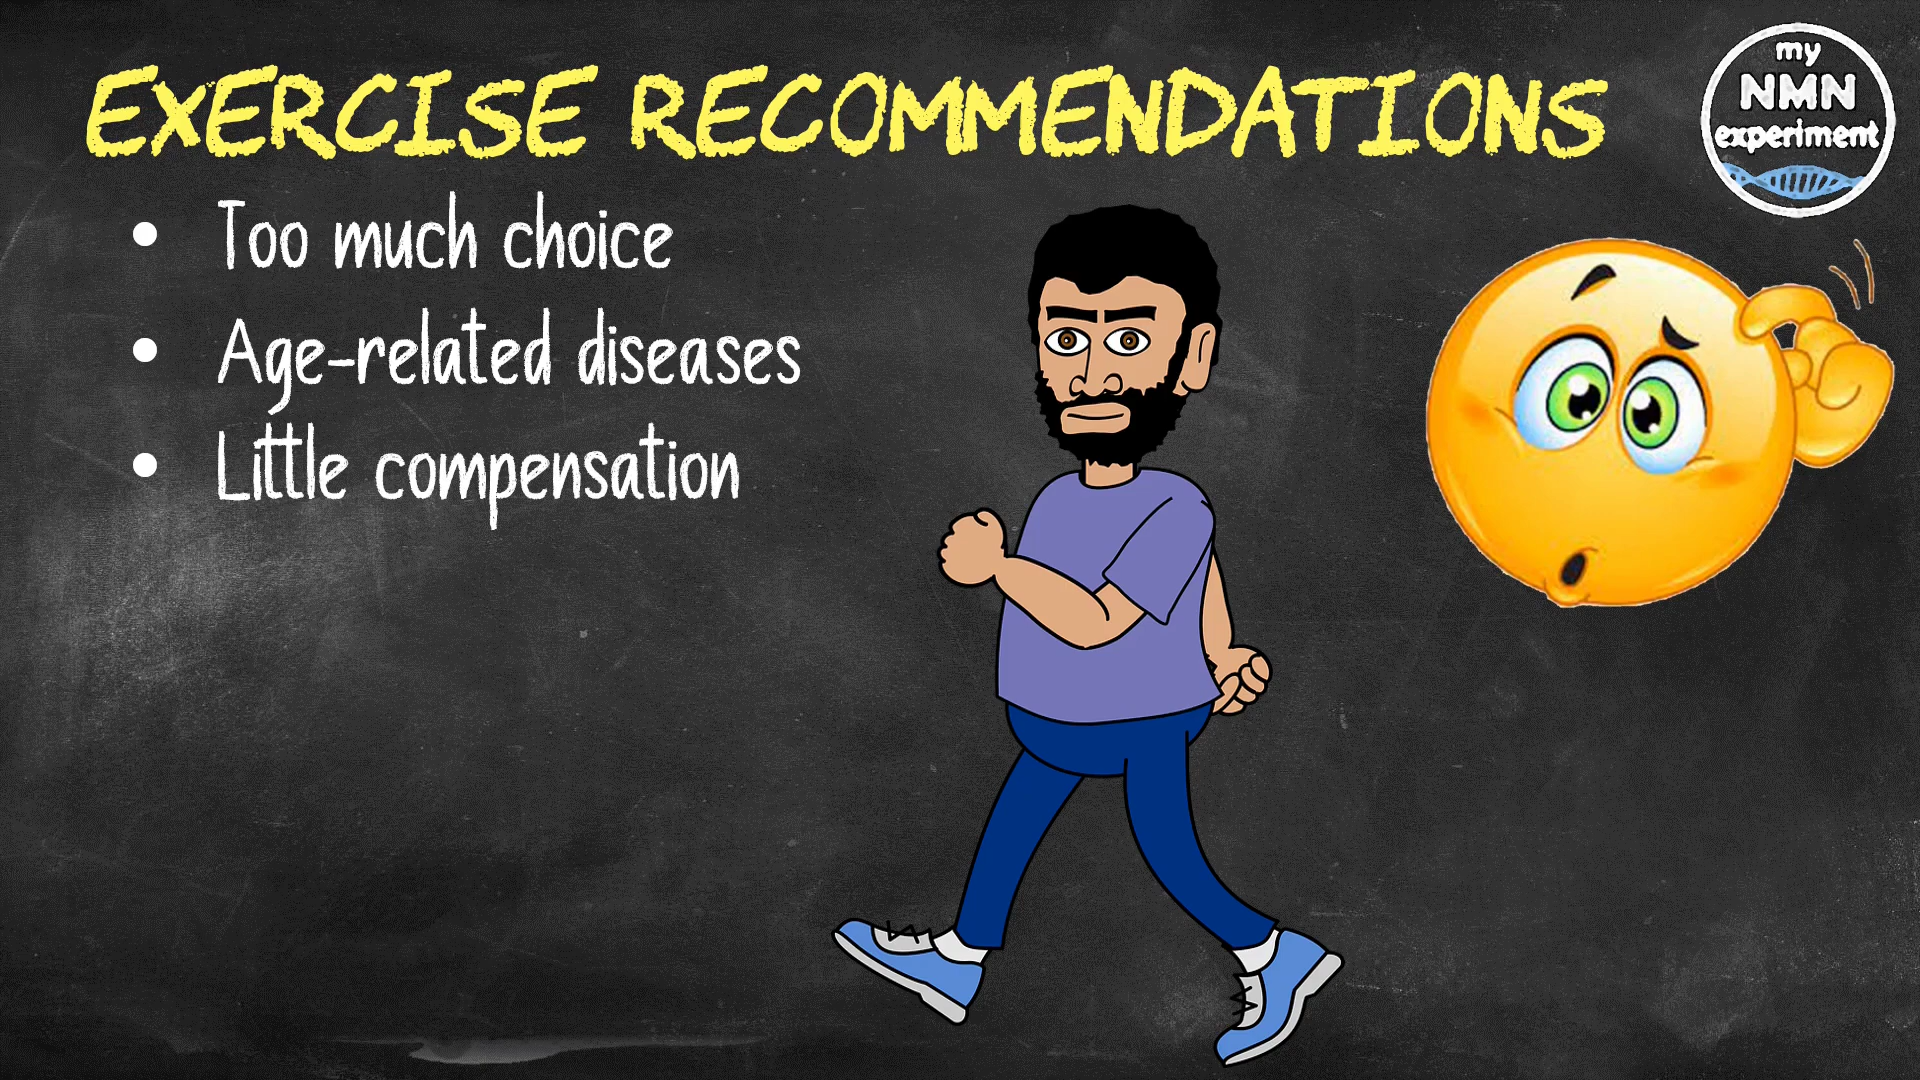 EXERCISE RECOMMENDATIONS
my
NMN
experiment
• Too much choice
• Age-related diseases
• Little compensation